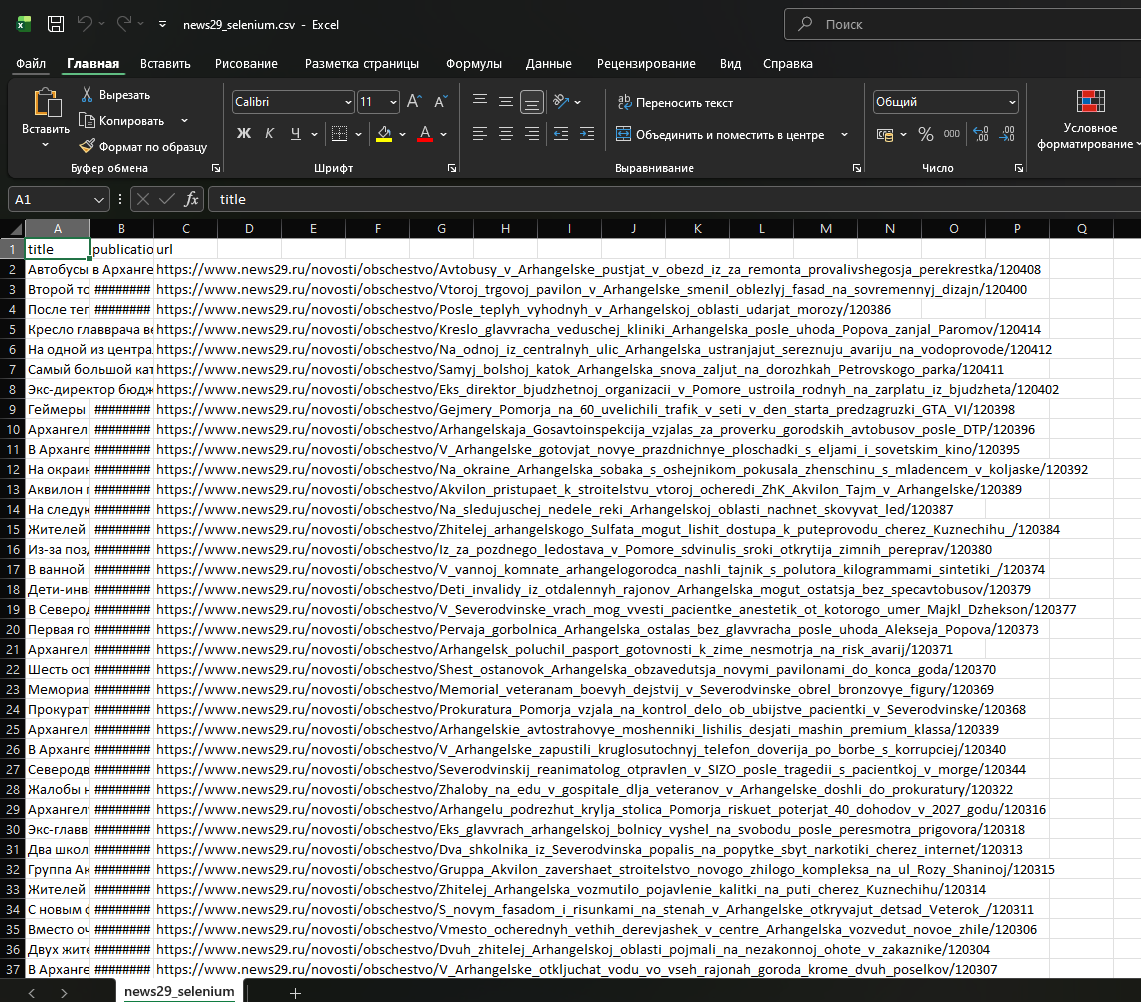 news29_selenium.csv - Excel
Поиск
Файл Главная Вставить Рисование Разметка страницы Формулы Данные Рецензирование Вид Справка
Вставить
Вырезать
Копировать
Формат по образцу
Буфер обмена
Calibri 11
Ж К Ч
Шрифт
Переносить текст
Объединить и поместить в центре
Выравнивание
Общий
% 000
Число
Условное
форматирование
A1 fx title
A B C D E F G H I J K L M N O P Q
1 title publicatio url
2 Автобусы в Арханге https://www.news29.ru/novosti/obschestvo/Avtobusy_v_Arhangelske_pustjat_v_obezd_iz_za_remonta_provalivshegosja_perekrestka/120408
3 Второй то ######## https://www.news29.ru/novosti/obschestvo/Vtoroj_trgovoj_pavilon_v_Arhangelske_smenil_oblezlyj_fasad_na_sovremennyj_dizajn/120400
4 После теп ######## https://www.news29.ru/novosti/obschestvo/Posle_teplyh_vyhodnyh_v_Arhangelskoj_oblasti_udarjat_morozy/120386
5 Кресло главврача ве https://www.news29.ru/novosti/obschestvo/Kreslo_glavvracha_veduschej_kliniki_Arhangelska_posle_uhoda_Popova_zanjal_Paromov/120414
6 На одной из центра https://www.news29.ru/novosti/obschestvo/Na_odnoj_iz_centralnyh_ulic_Arhangelska_ustranjajut_sereznuju_avariju_na_vodoprovode/120412
7 Самый большой кат https://www.news29.ru/novosti/obschestvo/Samyj_bolshoj_katok_Arhangelska_snova_zaljut_na_dorozhkah_Petrovskogo_parka/120411
8 Экс-директор бюдж https://www.news29.ru/novosti/obschestvo/Eks_direktor_bjudzhetnoj_organizacii_v_Pomore_ustroila_rodnyh_na_zarplatu_iz_bjudzheta/120402
9 Геймеры ######## https://www.news29.ru/novosti/obschestvo/Gejmery_Pomorja_na_60_uvelichili_trafik_v_seti_v_den_starta_predzagruzki_GTA_VI/120398
10 Архангел ######## https://www.news29.ru/novosti/obschestvo/Arhangelskaja_Gosavtoinspekcija_vzjalas_za_proverku_gorodskih_avtobusov_posle_DTP/120396
11 В Арханге ######## https://www.news29.ru/novosti/obschestvo/V_Arhangelske_gotovjat_novye_prazdnichnye_ploschadki_s_eljami_i_sovetskim_kino/120395
12 На окраин ######## https://www.news29.ru/novosti/obschestvo/Na_okraine_Arhangelska_sobaka_s_oshejnikom_pokusala_zhenschinu_s_mladencem_v_koljaske/120392
13 Аквилон п ######## https://www.news29.ru/novosti/obschestvo/Akvilon_pristupaet_k_stroitelstvu_vtoroj_ocheredi_ZhK_Akvilon_Tajm_v_Arhangelske/120389
14 На следук ######## https://www.news29.ru/novosti/obschestvo/Na_sledujuschej_nedele_reki_Arhangelskoj_oblasti_nachnet_skovyvat_led/120387
15 Жителей ######## https://www.news29.ru/novosti/obschestvo/Zhitelej_arhangelskogo_Sulfata_mogut_lishit_dostupa_k_puteprovodu_cherez_Kuznechihu_/120384
16 Из-за позд ######## https://www.news29.ru/novosti/obschestvo/Iz_za_pozdnego_ledostava_v_Pomore_sdvinulis_sroki_otkrytija_zimnih_pereprav/120380
17 В ванной ######## https://www.news29.ru/novosti/obschestvo/V_vannoj_komnate_arhangelogorodca_nashli_tajnik_s_polutora_kilogrammami_sintetiki_/120374
18 Дети-инв ######## https://www.news29.ru/novosti/obschestvo/Deti_invalidy_iz_otdalennyh_rajonov_Arhangelska_mogut_ostatsja_bez_specavtobusov/120379
19 В Северод ######## https://www.news29.ru/novosti/obschestvo/V_Severodvinske_vrach_mog_vvesti_pacientke_anestetik_ot_kotorogo_umer_Majkl_Dzhekson/120377
20 Первая го ######## https://www.news29.ru/novosti/obschestvo/Pervaja_gorbolnica_Arhangelska_ostalas_bez_glavvracha_posle_uhoda_Alekseja_Popova/120373
21 Архангел ######## https://www.news29.ru/novosti/obschestvo/Arhangelsk_poluchil_pasport_gotovnosti_k_zime_nesmotrja_na_risk_avarij/120371
22 Шесть ост ######## https://www.news29.ru/novosti/obschestvo/Shest_ostanovok_Arhangelska_obzavedutsja_novymi_pavilonami_do_konca_goda/120370
23 Мемориа ######## https://www.news29.ru/novosti/obschestvo/Memorial_veteranam_boevyh_dejstvij_v_Severodvinske_obrel_bronzovye_figury/120369
24 Прокурат ######## https://www.news29.ru/novosti/obschestvo/Prokuratura_Pomorja_vzjala_na_kontrol_delo_ob_ubijstve_pacientki_v_Severodvinske/120368
25 Архангел ######## https://www.news29.ru/novosti/obschestvo/Arhangelskie_avtostrahovye_moshenniki_lishilis_desjati_mashin_premium_klassa/120339
26 В Арханге ######## https://www.news29.ru/novosti/obschestvo/V_Arhangelske_zapustili_kruglosutochnyj_telefon_doverija_po_borbe_s_korrupciej/120340
27 Северодв ######## https://www.news29.ru/novosti/obschestvo/Severodvinskij_reanimatolog_otpravlen_v_SIZO_posle_tragedii_s_pacientkoj_v_morge/120344
28 Жалобы н ######## https://www.news29.ru/novosti/obschestvo/Zhaloby_na_edu_v_gospitale_dlja_veteranov_v_Arhangelske_doshli_do_prokuratury/120322
29 Архангел ######## https://www.news29.ru/novosti/obschestvo/Arhangelu_podrezhut_krylja_stolica_Pomorja_riskuet_poterjat_40_dohodov_v_2027_godu/120316
30 Экс-главв ######## https://www.news29.ru/novosti/obschestvo/Eks_glavvrach_arhangelskoj_bolnicy_vyshel_na_svobodu_posle_peresmotra_prigovora/120318
31 Два школ ######## https://www.news29.ru/novosti/obschestvo/Dva_shkolnika_iz_Severodvinska_popalis_na_popytke_sbyt_narkotiki_cherez_internet/120313
32 Группа Ак ######## https://www.news29.ru/novosti/obschestvo/Gruppa_Akvilon_zavershaet_stroitelstvo_novogo_zhilogo_kompleksa_na_ul_Rozy_Shaninoj/120315
33 Жителей ######## https://www.news29.ru/novosti/obschestvo/Zhitelej_Arhangelska_vozmutilo_pojavlenie_kalitki_na_puti_cherez_Kuznechihu/120314
34 С новым ф ######## https://www.news29.ru/novosti/obschestvo/S_novym_fasadom_i_risunkami_na_stenah_v_Arhangelske_otkryvajut_detsad_Veterok_/120311
35 Вместо оч ######## https://www.news29.ru/novosti/obschestvo/Vmesto_ocherednyh_vethih_derevjashek_v_centre_Arhangelska_vozvedut_novoe_zhile/120306
36 Двух жите ######## https://www.news29.ru/novosti/obschestvo/Dvuh_zhitelej_Arhangelskoj_oblasti_pojmali_na_nezakonnoj_ohote_v_zakaznike/120304
37 В Арханге ######## https://www.news29.ru/novosti/obschestvo/V_Arhangelske_otkljuchat_vodu_vo_vseh_rajonah_goroda_krome_dvuh_poselkov/120307
news29_selenium